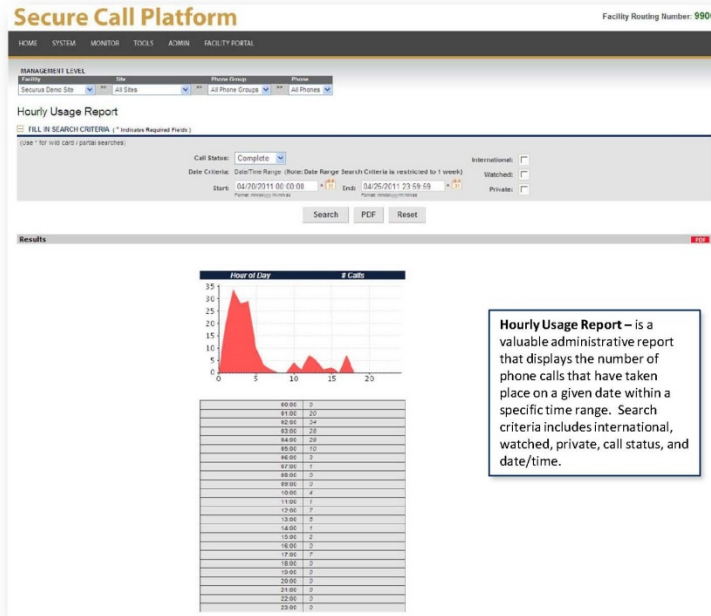 Secure Call Platform
Facility Routing Number: 990
HOME SYSTEM MONITOR TOOLS ADMIN FACILITY PORTAL
MANAGEMENT LEVEL
Facility Site Phone Group Phone
Securus Demo Site All Sites All Phone Groups All Phones
Hourly Usage Report
FILL IN SEARCH CRITERIA ( * Indicates Required Fields )
(Use * for wild card / partial searches)
Call Status: Complete International:
Date Criteria: Date/Time Range (Note: Date Range Search Criteria is restricted to 1 week) Watched:
Start: 04/20/2011 00:00:00 * End: 04/26/2011 23:59:59 * Private:
Search PDF Reset
Results PDF
Hour of Day # Calls
35
30
25
20
15
10
5
0
0 5 10 15 20
00:00
01:00 20
02:00 34
03:00 28
04:00
05:00 10
06:00 3
07:00 1
08:00 0
09:00 0
10:00 4
11:00 1
12:00 7
13:00 5
14:00 1
15:00 2
16:00 0
17:00 7
18:00 0
19:00 0
20:00 0
21:00 0
22:00 0
23:00 0
Hourly Usage Report – is a
valuable administrative report
that displays the number of
phone calls that have taken
place on a given date within a
specific time range. Search
criteria includes international,
watched, private, call status, and
date/time.